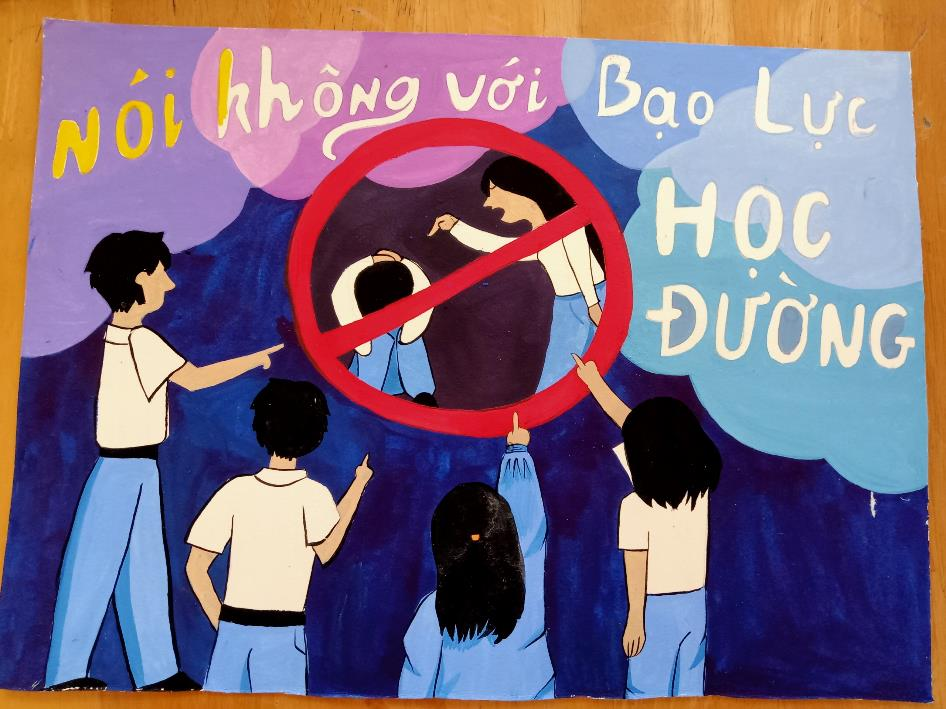 NÓI không với Bạo Lực
HỌC
ĐƯỜNG